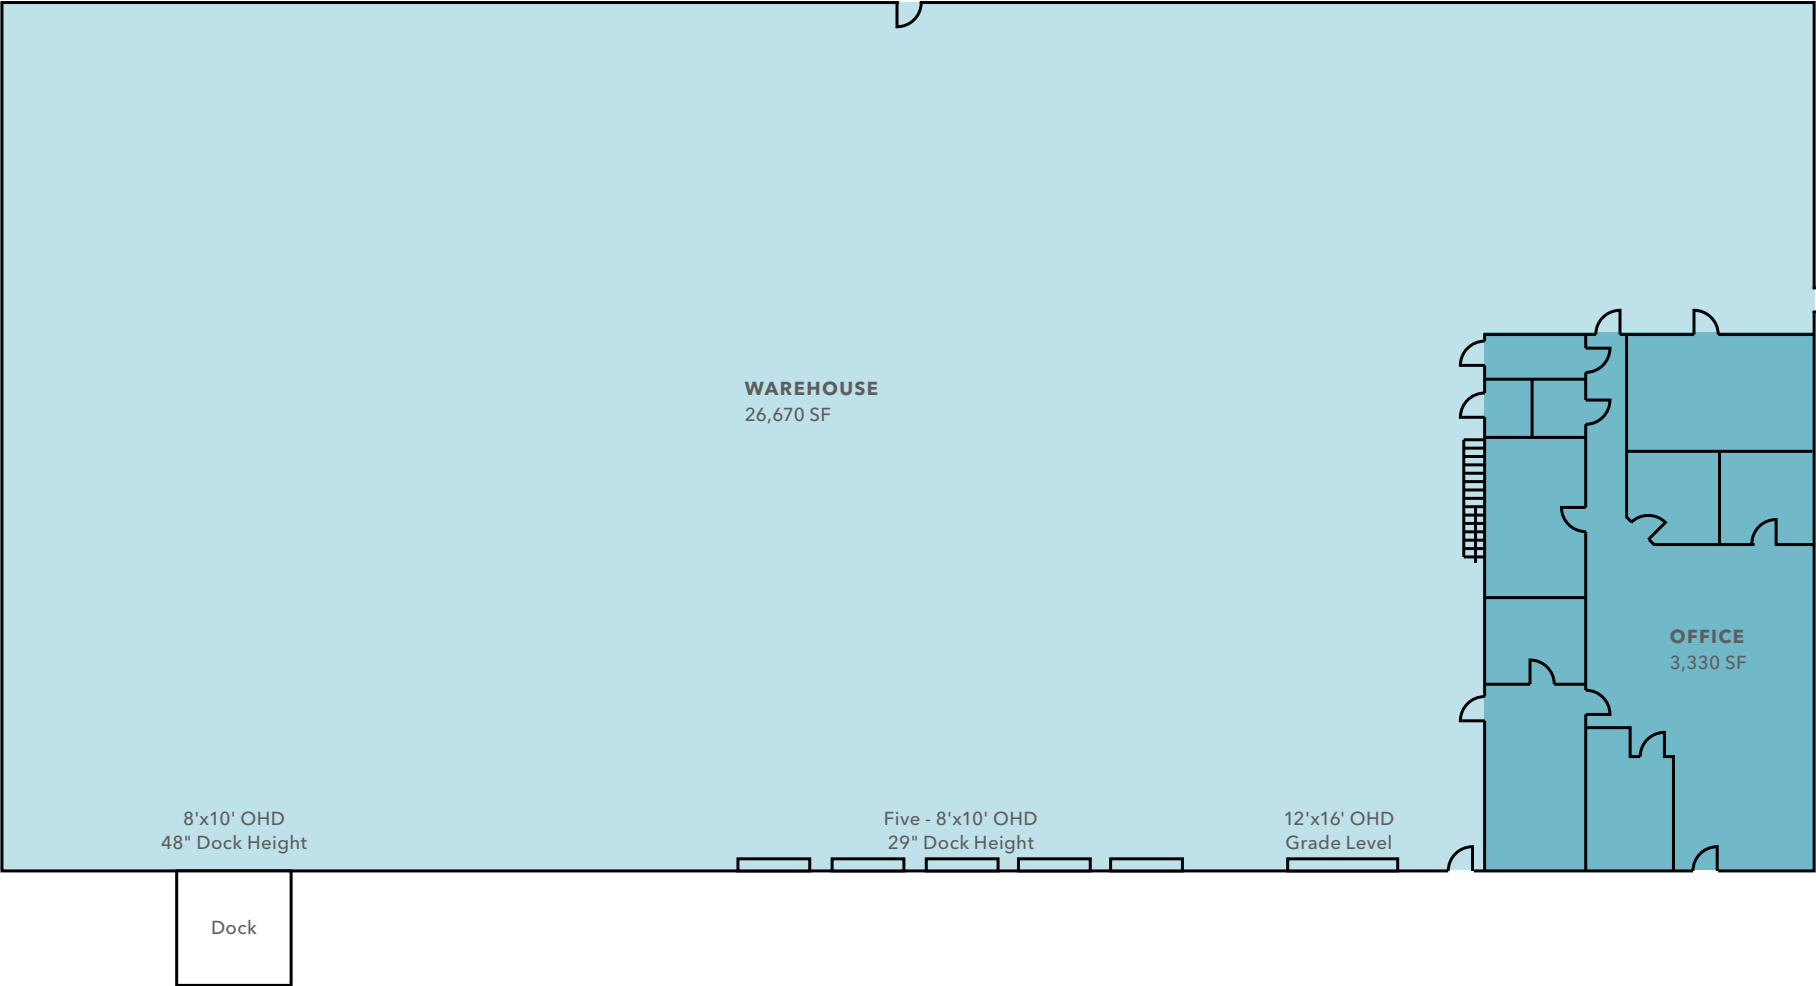 WAREHOUSE
26,670 SF
OFFICE
3,330 SF
8'x10' OHD
48" Dock Height
Five - 8'x10' OHD
29" Dock Height
12'x16' OHD
Grade Level
Dock